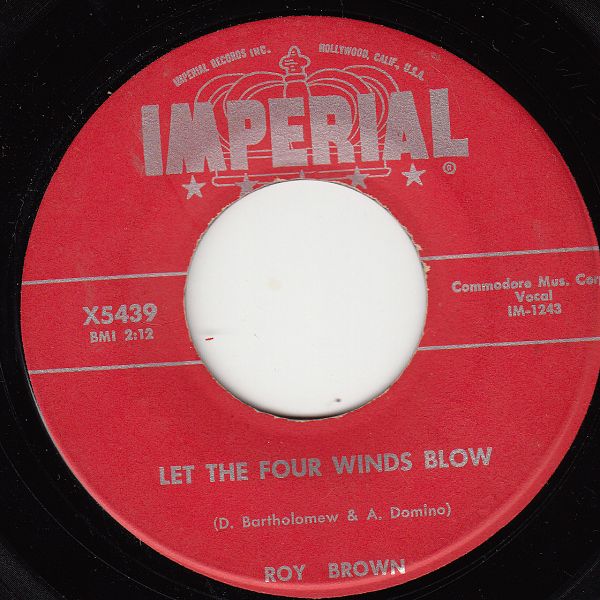 IMPERIAL RECORDS INC. HOLLYWOOD, CALIF., U.S.A.
IMPERIAL
®
X5439
BMI 2:12
Commodore Mus. Corp
Vocal
IM-1243
LET THE FOUR WINDS BLOW
(D. Bartholomew & A. Domino)
ROY BROWN